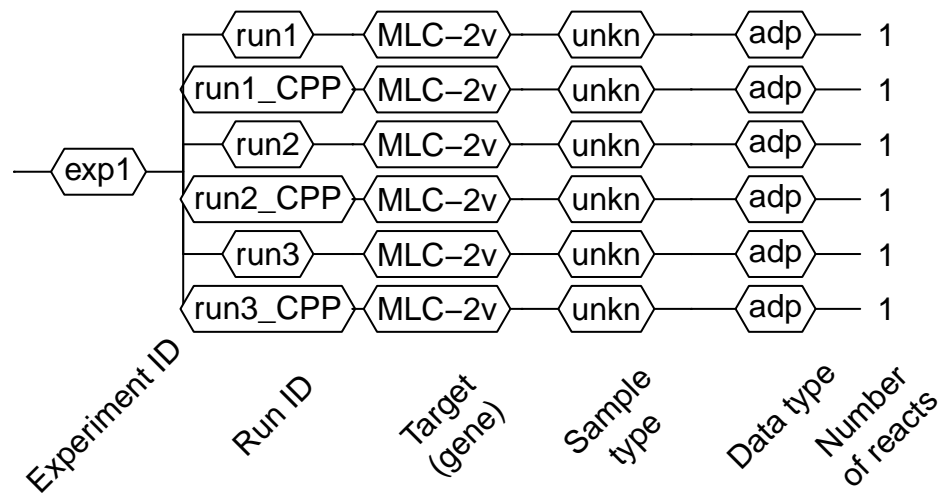 run1 MLC−2v unkn adp 1
run1_CPP MLC−2v unkn adp 1
run2 MLC−2v unkn adp 1
exp1
run2_CPP MLC−2v unkn adp 1
run3 MLC−2v unkn adp 1
run3_CPP MLC−2v unkn adp 1
Experiment ID
Run ID
Target
(gene)
Sample
type
Data type
Number
of reacts